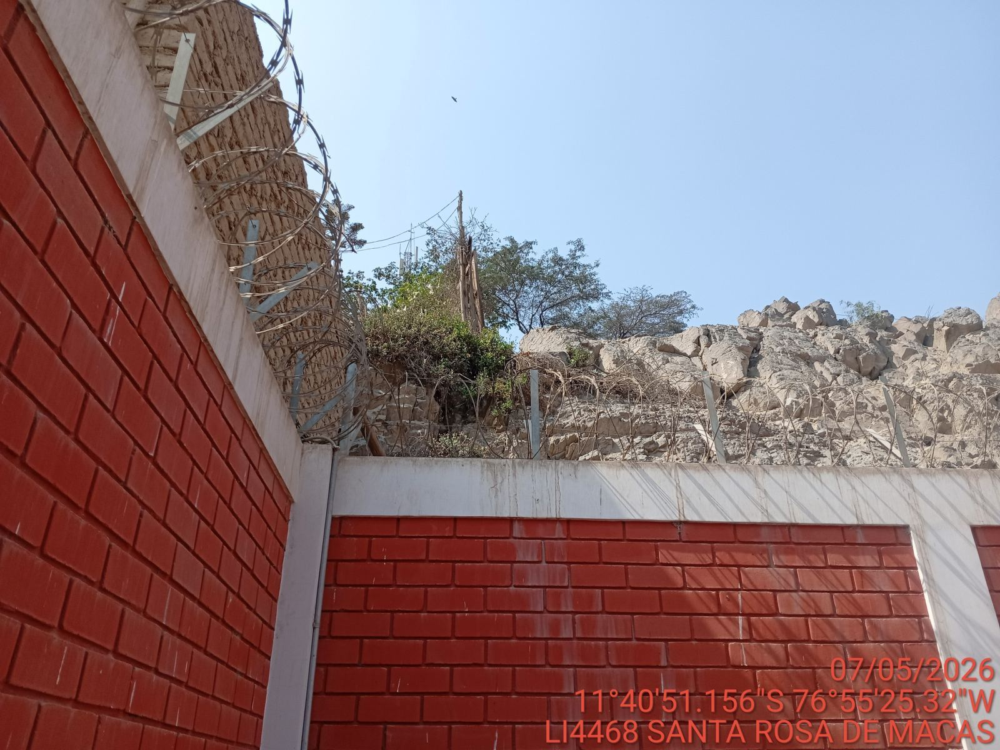 07/05/2026
11°40'51.156"S 76°55'25.32"W
LI4468 SANTA ROSA DE MACAS